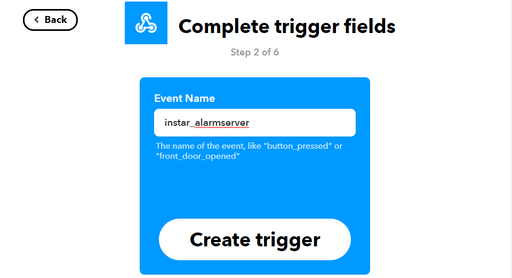 Back
Complete trigger fields
Step 2 of 6
Event Name
instar_alarmserver
The name of the event, like "button_pressed" or
"front_door_opened"
Create trigger